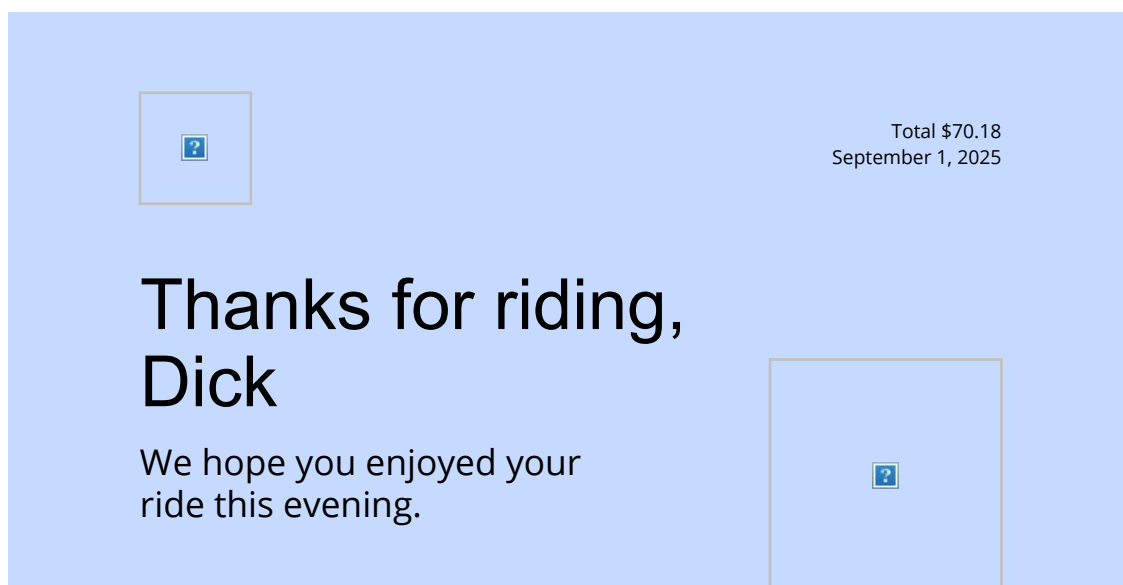 Total $70.18
September 1, 2025
Thanks for riding,
Dick
We hope you enjoyed your
ride this evening.